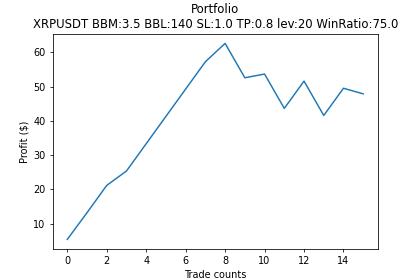 Portfolio
XRPUSDT BBM:3.5 BBL:140 SL:1.0 TP:0.8 lev:20 WinRatio:75.0
60
50
40
30
20
10
Profit ($)
0 2 4 6 8 10 12 14
Trade counts